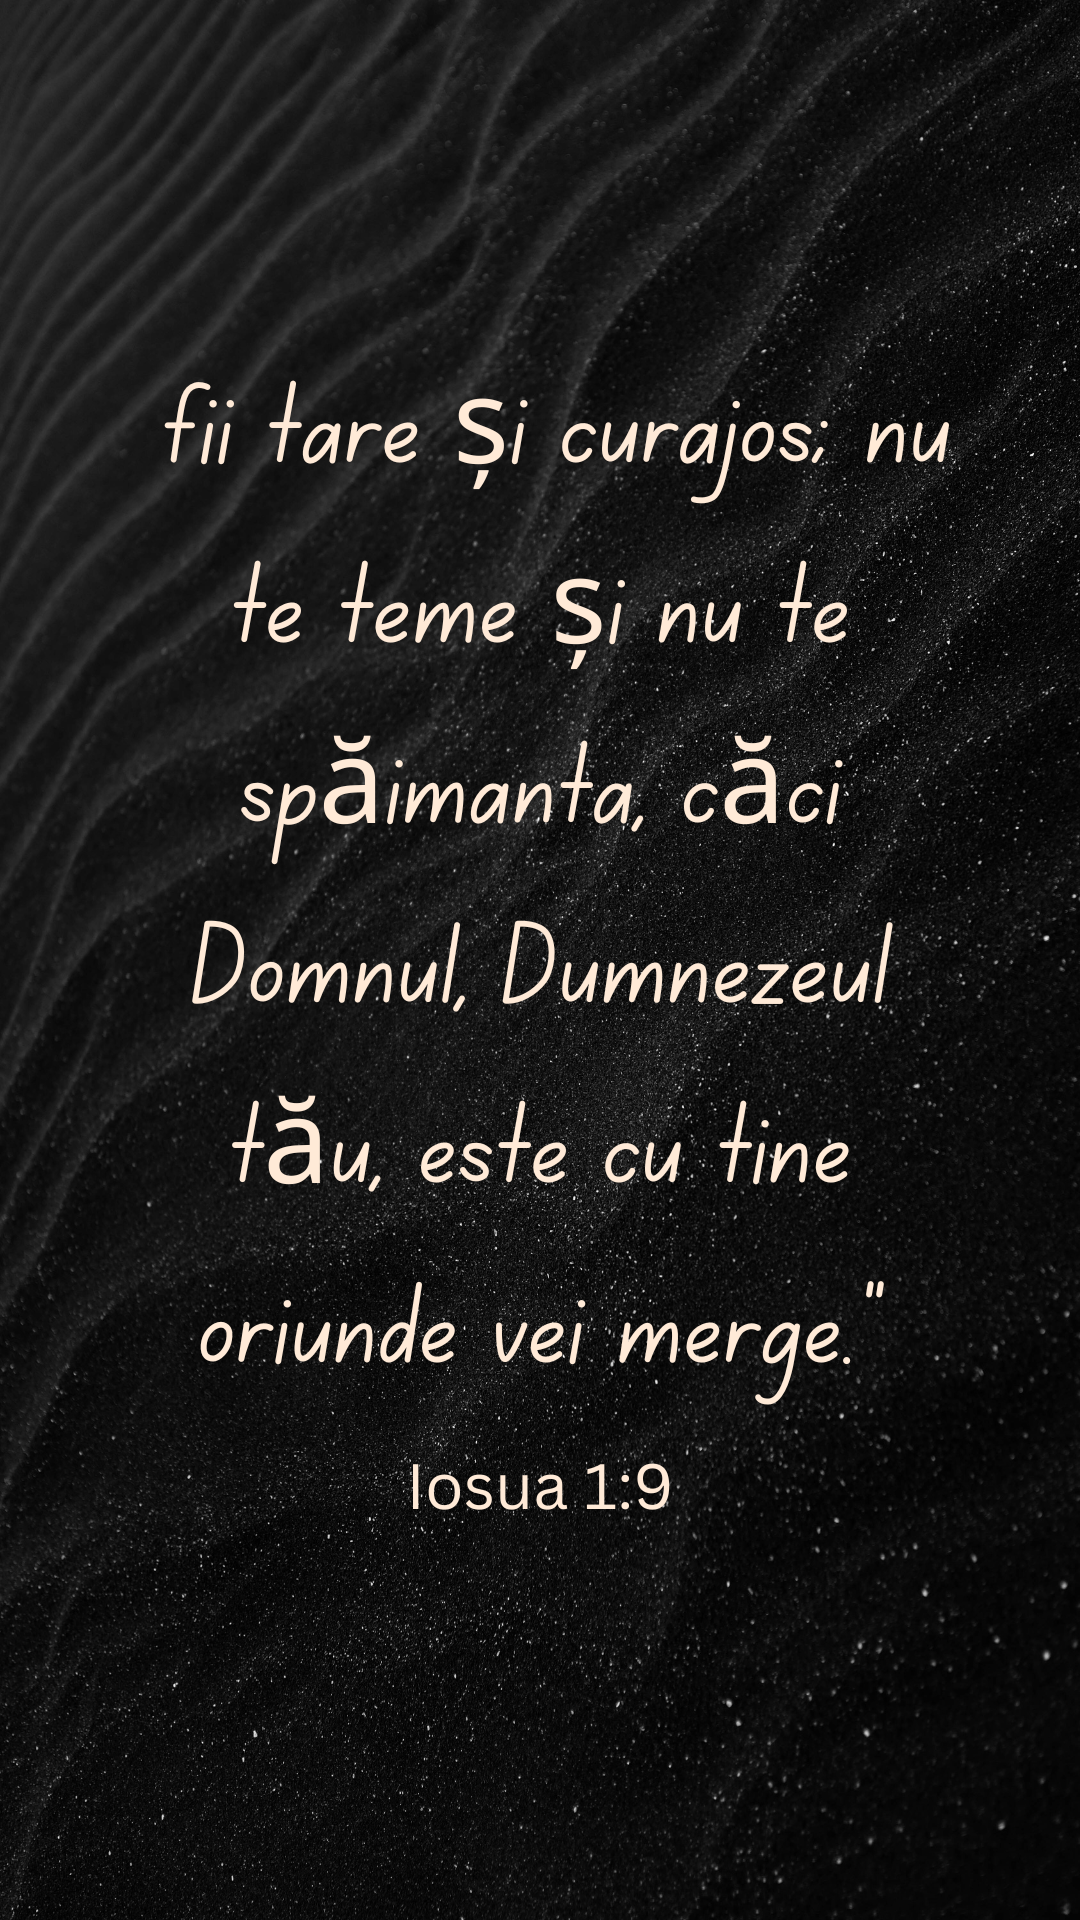 fii tare și curajos; nu
te teme și nu te
spăimanta, căci
Domnul, Dumnezeul
tău, este cu tine
oriunde vei merge."
Iosua 1:9